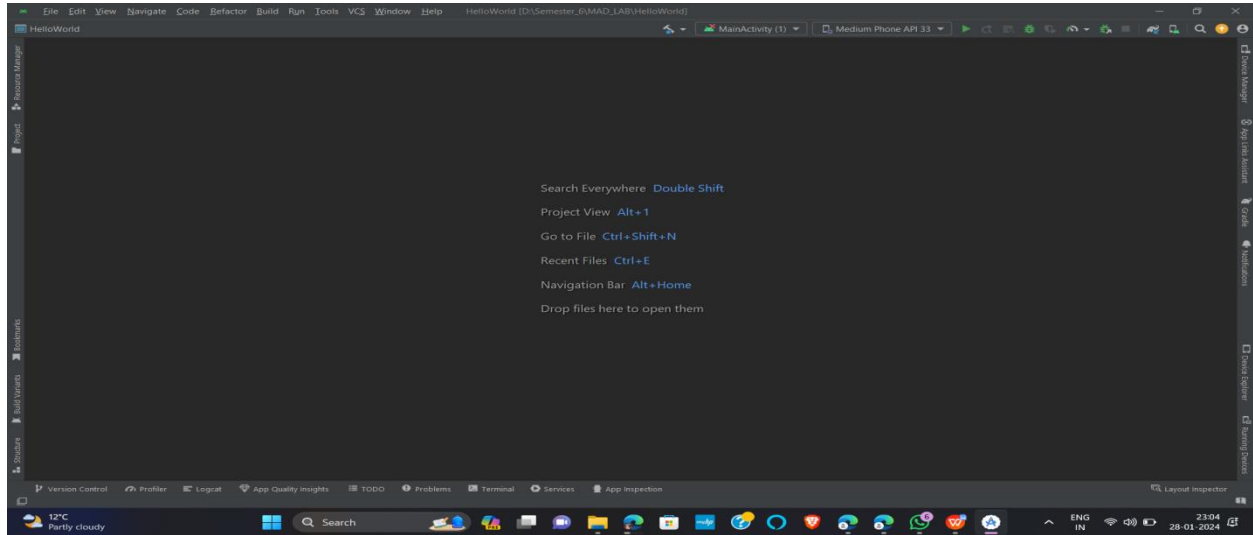 File Edit View Navigate Code Refactor Build Run Tools VCS Window Help HelloWorld [D:\Semester_6\MAD_LAB\HelloWorld]
HelloWorld MainActivity (1) Medium Phone API 33
Resource Manager
Project
Bookmarks
Build Variants
Structure
Search Everywhere Double Shift
Project View Alt+1
Go to File Ctrl+Shift+N
Recent Files Ctrl+E
Navigation Bar Alt+Home
Drop files here to open them
Device Manager
App Links Assistant
Gradle
Notifications
Device Explorer
Running Devices
Version Control Profiler Logcat App Quality Insights TODO Problems Terminal Services App Inspection Layout Inspector
12°C
Partly cloudy
Search
ENG
IN
23:04
28-01-2024